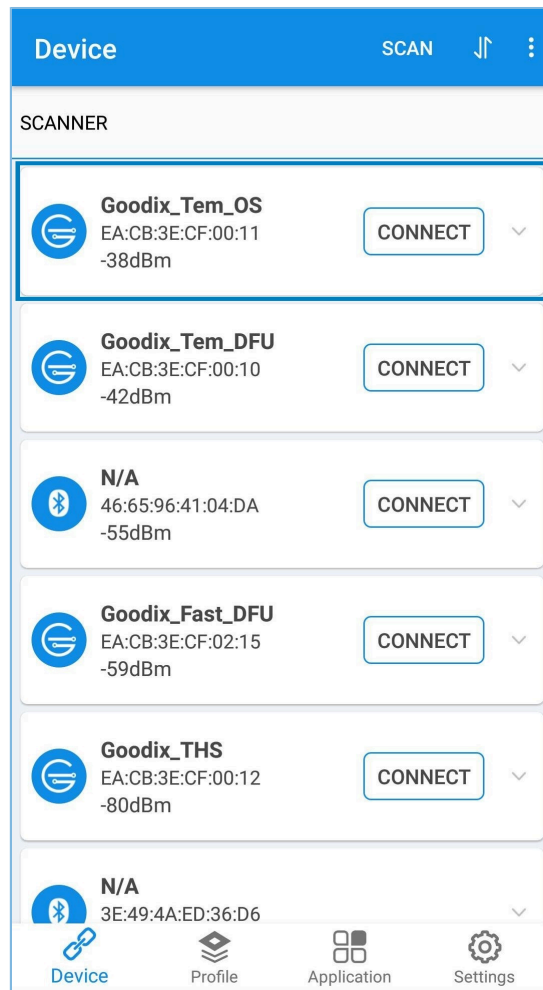 Device SCAN
SCANNER
Goodix_Tem_OS
EA:CB:3E:CF:00:11 CONNECT
-38dBm
Goodix_Tem_DFU
EA:CB:3E:CF:00:10 CONNECT
-42dBm
N/A
46:65:96:41:04:DA CONNECT
-55dBm
Goodix_Fast_DFU
EA:CB:3E:CF:02:15 CONNECT
-59dBm
Goodix_THS
EA:CB:3E:CF:00:12 CONNECT
-80dBm
N/A
3E:49:4A:ED:36:D6
Device Profile Application Settings